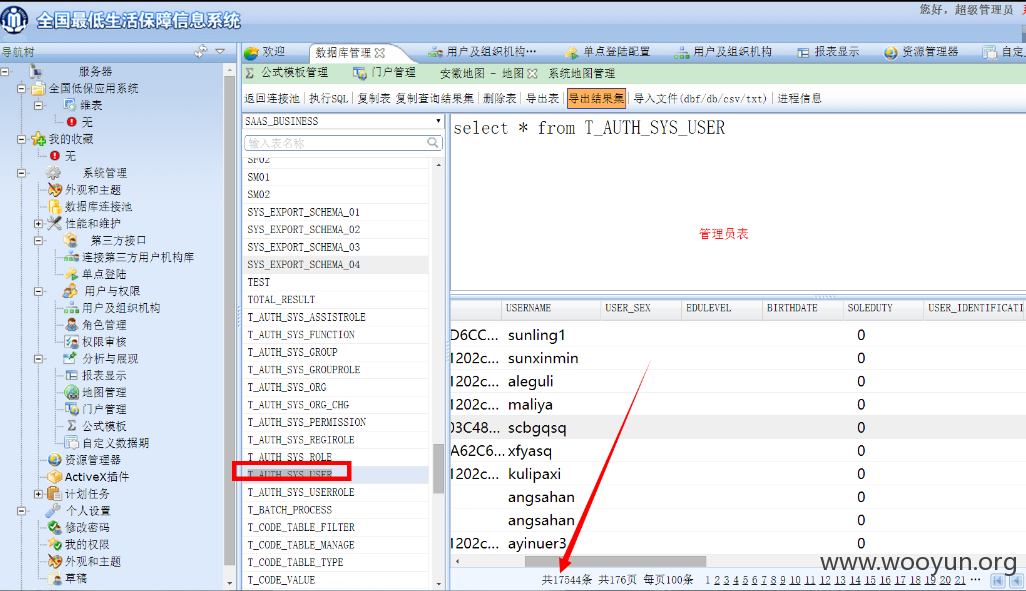 您好，超级管理员
全国最低生活保障信息系统
导航树
欢迎 数据库管理 用户及组织机构… 单点登陆配置 用户及组织机构 报表显示 资源管理器 自定
公式模板管理 门户管理 安徽地图 - 地图 系统地图管理
返回连接池 执行SQL 复制表 复制查询结果集 删除表 导出表 导出结果集 导入文件(dbf/db/csv/txt) 进程信息
服务器
全国低保应用系统
维表
无
我的收藏
无
系统管理
外观和主题
数据库连接池
性能和维护
第三方接口
连接第三方用户机构库
单点登陆
用户与权限
用户及组织机构
角色管理
权限审核
分析与展现
报表显示
地图管理
门户管理
公式模板
自定义数据期
资源管理器
ActiveX插件
计划任务
个人设置
修改密码
我的权限
外观和主题
草稿
SAAS_BUSINESS
输入表名称
SF02
SM01
SM02
SYS_EXPORT_SCHEMA_01
SYS_EXPORT_SCHEMA_02
SYS_EXPORT_SCHEMA_03
SYS_EXPORT_SCHEMA_04
TEST
TOTAL_RESULT
T_AUTH_SYS_ASSISTROLE
T_AUTH_SYS_FUNCTION
T_AUTH_SYS_GROUP
T_AUTH_SYS_GROUPROLE
T_AUTH_SYS_ORG
T_AUTH_SYS_ORG_CHG
T_AUTH_SYS_PERMISSION
T_AUTH_SYS_REGIROLE
T_AUTH_SYS_ROLE
T_AUTH_SYS_USER
T_AUTH_SYS_USERROLE
T_BATCH_PROCESS
T_CODE_TABLE_FILTER
T_CODE_TABLE_MANAGE
T_CODE_TABLE_TYPE
T_CODE_VALUE
select * from T_AUTH_SYS_USER
管理员表
USERNAME USER_SEX EDULEVEL BIRTHDATE SOLEDUTY USER_IDENTIFICATI
D6CC... sunling1 0
1202c... sunxinmin 0
1202c... aleguli 0
1202c... maliya 0
03C48... scbgqsq 0
A62C6... xfyasq 0
1202c... kulipaxi 0
angsahan 0
angsahan 0
1202c... ayinuer3 0
www.wooyun.org
共17544条 共176页 每页100条 1 2 3 4 5 6 7 8 9 10 11 12 13 14 15 16 17 18 19 20 21 ...